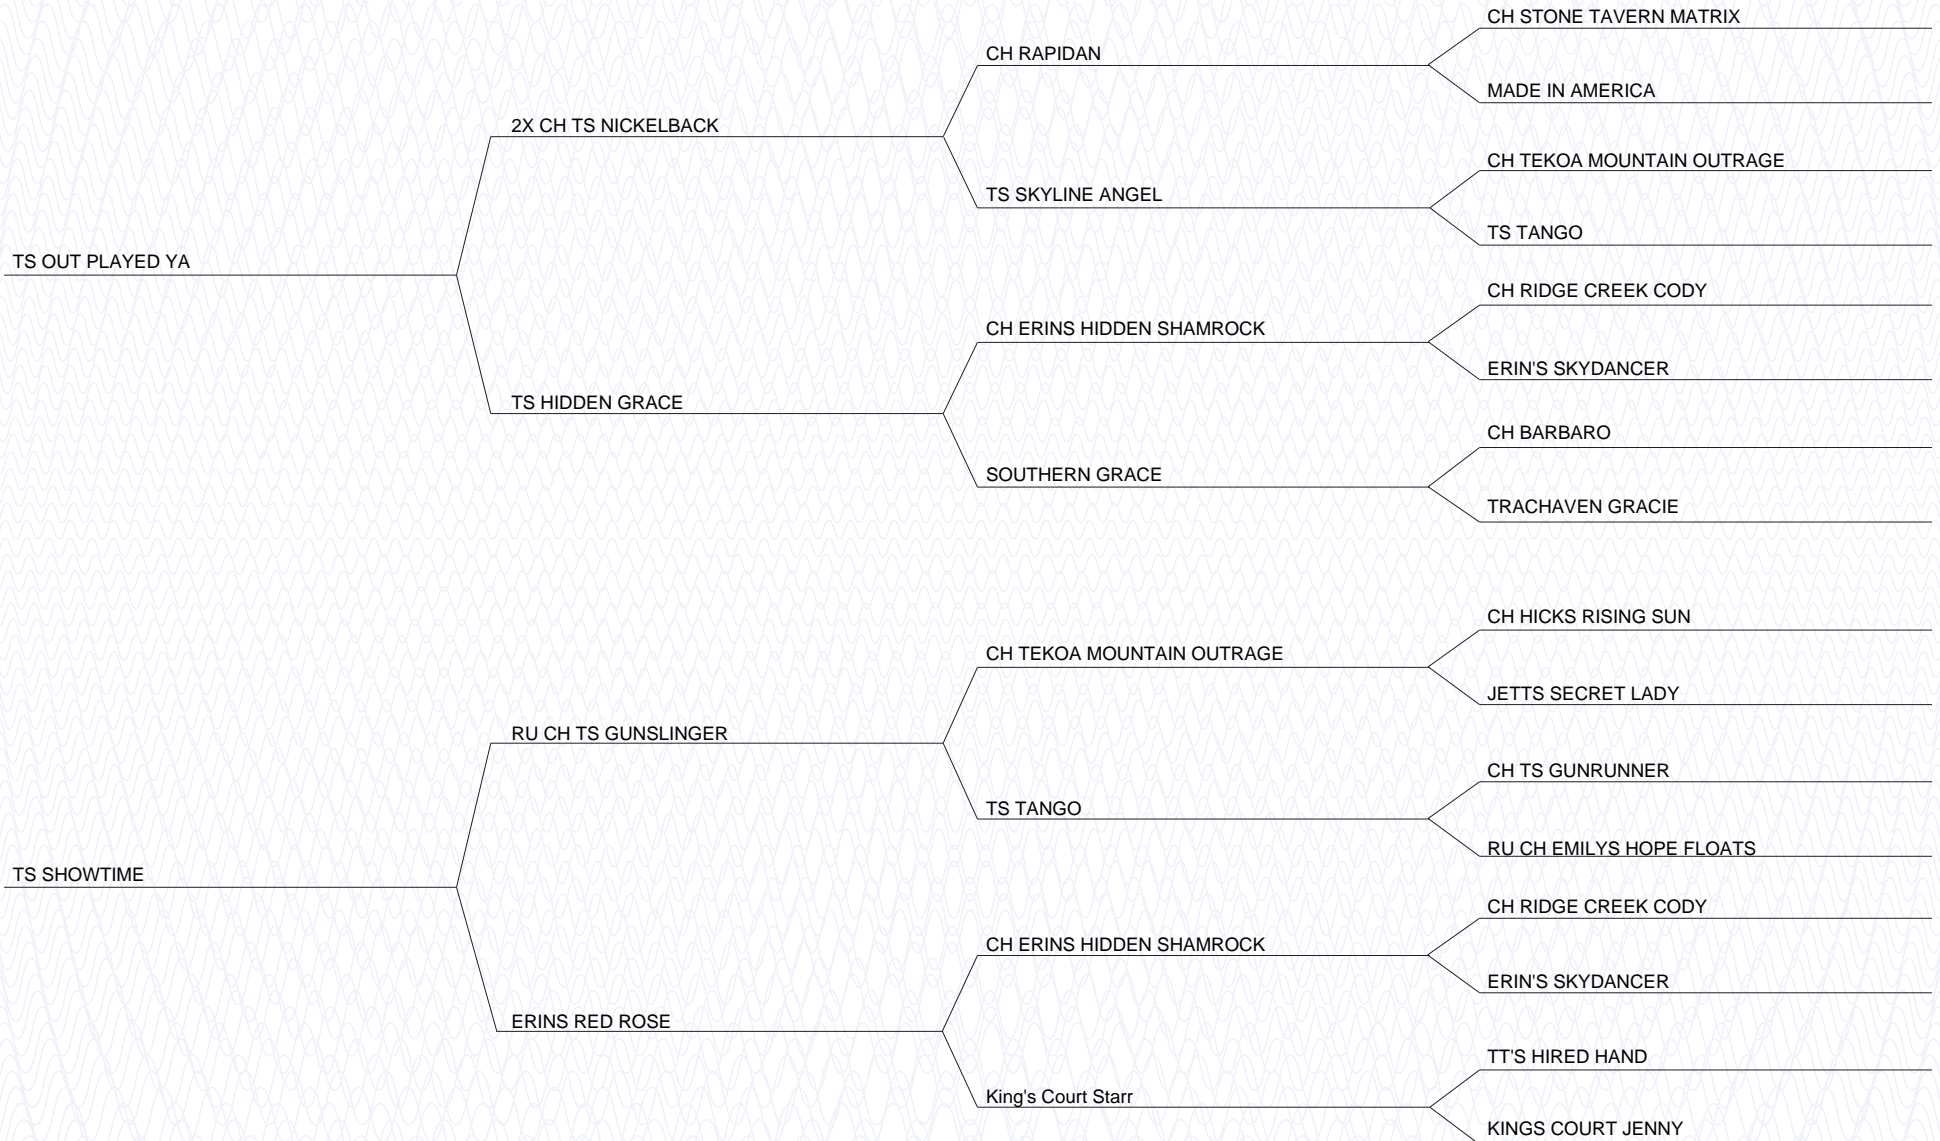 CH STONE TAVERN MATRIX
CH RAPIDAN
MADE IN AMERICA
2X CH TS NICKELBACK
CH TEKOA MOUNTAIN OUTRAGE
TS SKYLINE ANGEL
TS TANGO
TS OUT PLAYED YA
CH RIDGE CREEK CODY
CH ERINS HIDDEN SHAMROCK
ERIN'S SKYDANCER
TS HIDDEN GRACE
CH BARBARO
SOUTHERN GRACE
TRACHAVEN GRACIE
CH HICKS RISING SUN
CH TEKOA MOUNTAIN OUTRAGE
JETTS SECRET LADY
RU CH TS GUNSLINGER
CH TS GUNRUNNER
TS TANGO
RU CH EMILYS HOPE FLOATS
TS SHOWTIME
CH RIDGE CREEK CODY
CH ERINS HIDDEN SHAMROCK
ERIN'S SKYDANCER
ERINS RED ROSE
TT'S HIRED HAND
King's Court Starr
KINGS COURT JENNY